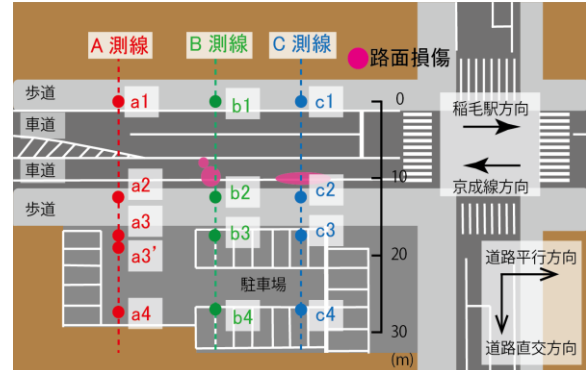 A 測線
B 測線
C 測線
路面損傷
歩道
a1
b1
c1
0
稲毛駅方向
車道
車道
京成線方向
10
a2
b2
c2
歩道
a3
b3
c3
a3'
20
道路平行方向
駐車場
a4
b4
c4
30
(m)
道路直交方向